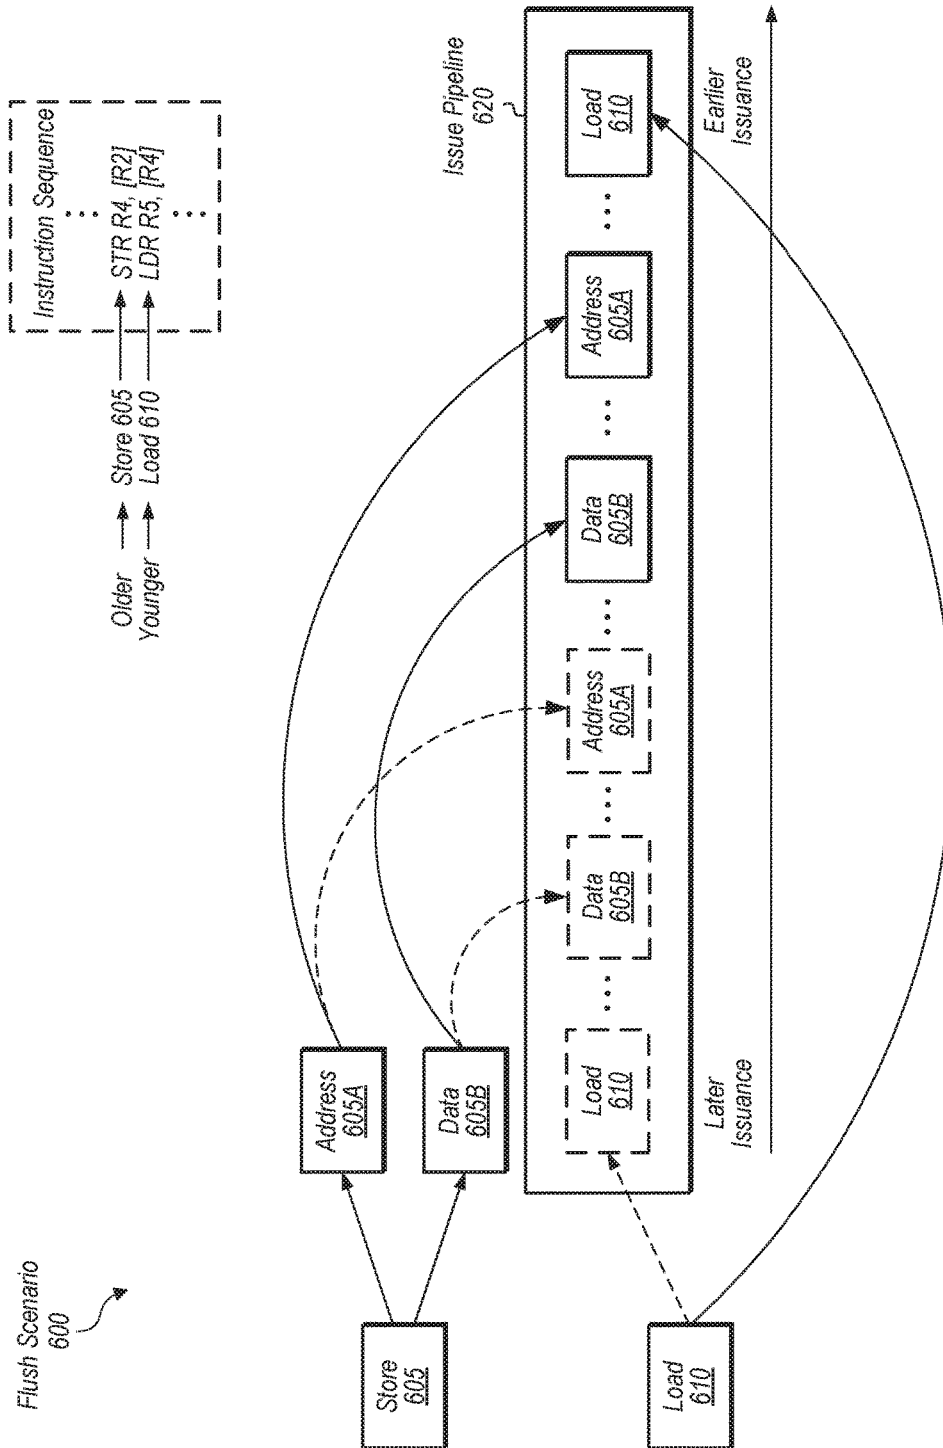 Flush Scenario
600
Older
Younger
Store 605
Load 610
Instruction Sequence
...
STR R4, [R2]
LDR R5, [R4]
...
Store
605
Address
605A
Data
605B
Load
610
Issue Pipeline
620
Load
610
...
Data
605B
...
Address
605A
...
Data
605B
...
Address
605A
...
Load
610
Later
Issuance
Earlier
Issuance